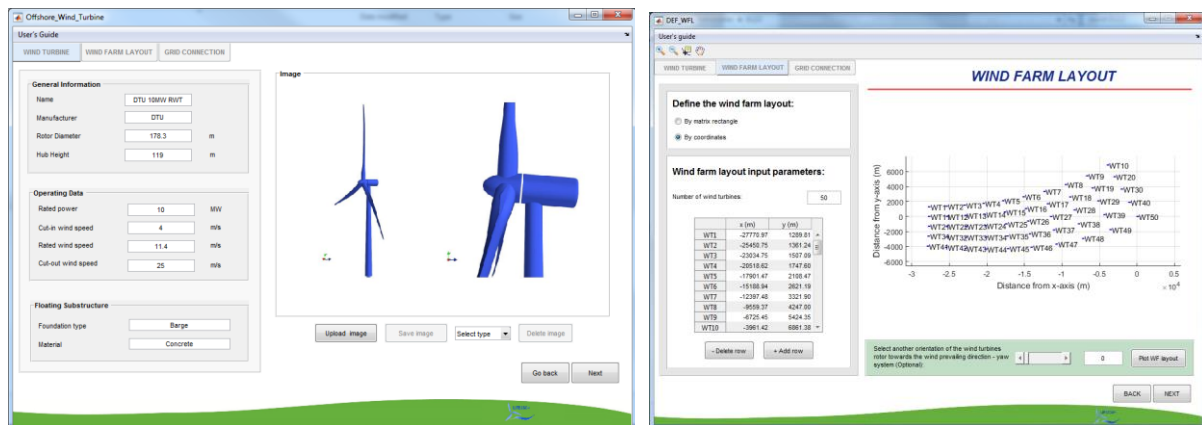 Offshore_Wind_Turbine
User's Guide
WIND TURBINE WIND FARM LAYOUT GRID CONNECTION
General Information
Name DTU 10MW RWT
Manufacturer DTU
Rotor Diameter 178.3 m
Hub Height 119 m
Operating Data
Rated power 10 MW
Cut-in wind speed 4 m/s
Rated wind speed 11.4 m/s
Cut-out wind speed 25 m/s
Floating Substructure
Foundation type Barge
Material Concrete
Image
Upload image Save image Select type Delete image
Go back Next
DEF_WFL
User's guide
WIND TURBINE WIND FARM LAYOUT GRID CONNECTION
Define the wind farm layout:
By matrix rectangle
By coordinates
Wind farm layout input parameters:
Number of wind turbines: 50
x (m) y (m)
WT1 -27770.97 1289.81
WT2 -25450.75 1361.24
WT3 -23034.75 1507.09
WT4 -20518.62 1747.60
WT5 -17901.47 2108.47
WT6 -15188.94 2621.19
WT7 -12397.48 3321.90
WT8 -9559.37 4247.00
WT9 -6725.45 5424.35
WT10 -3961.42 6861.38
- Delete row + Add row
WIND FARM LAYOUT
Distance from y-axis (m)
6000
4000
2000
0
-2000
-4000
-6000
WT10
WT9 WT20
WT8 WT19 WT30
WT7 WT18 WT29 WT40
WT1 WT2 WT3 WT4 WT5 WT6 WT17 WT28 WT39 WT50
WT11 WT12 WT13 WT14 WT15 WT16 WT27 WT38 WT49
WT21 WT22 WT23 WT24 WT25 WT26 WT37 WT48
WT31 WT32 WT33 WT34 WT35 WT36 WT47
WT41 WT42 WT43 WT44 WT45 WT46
-3 -2.5 -2 -1.5 -1 -0.5 0
× 10⁴
Distance from x-axis (m)
Select another orientation of the wind turbines
rotor towards the wind prevailing direction - yaw
system (Optional): 0 Plot WF layout
BACK NEXT